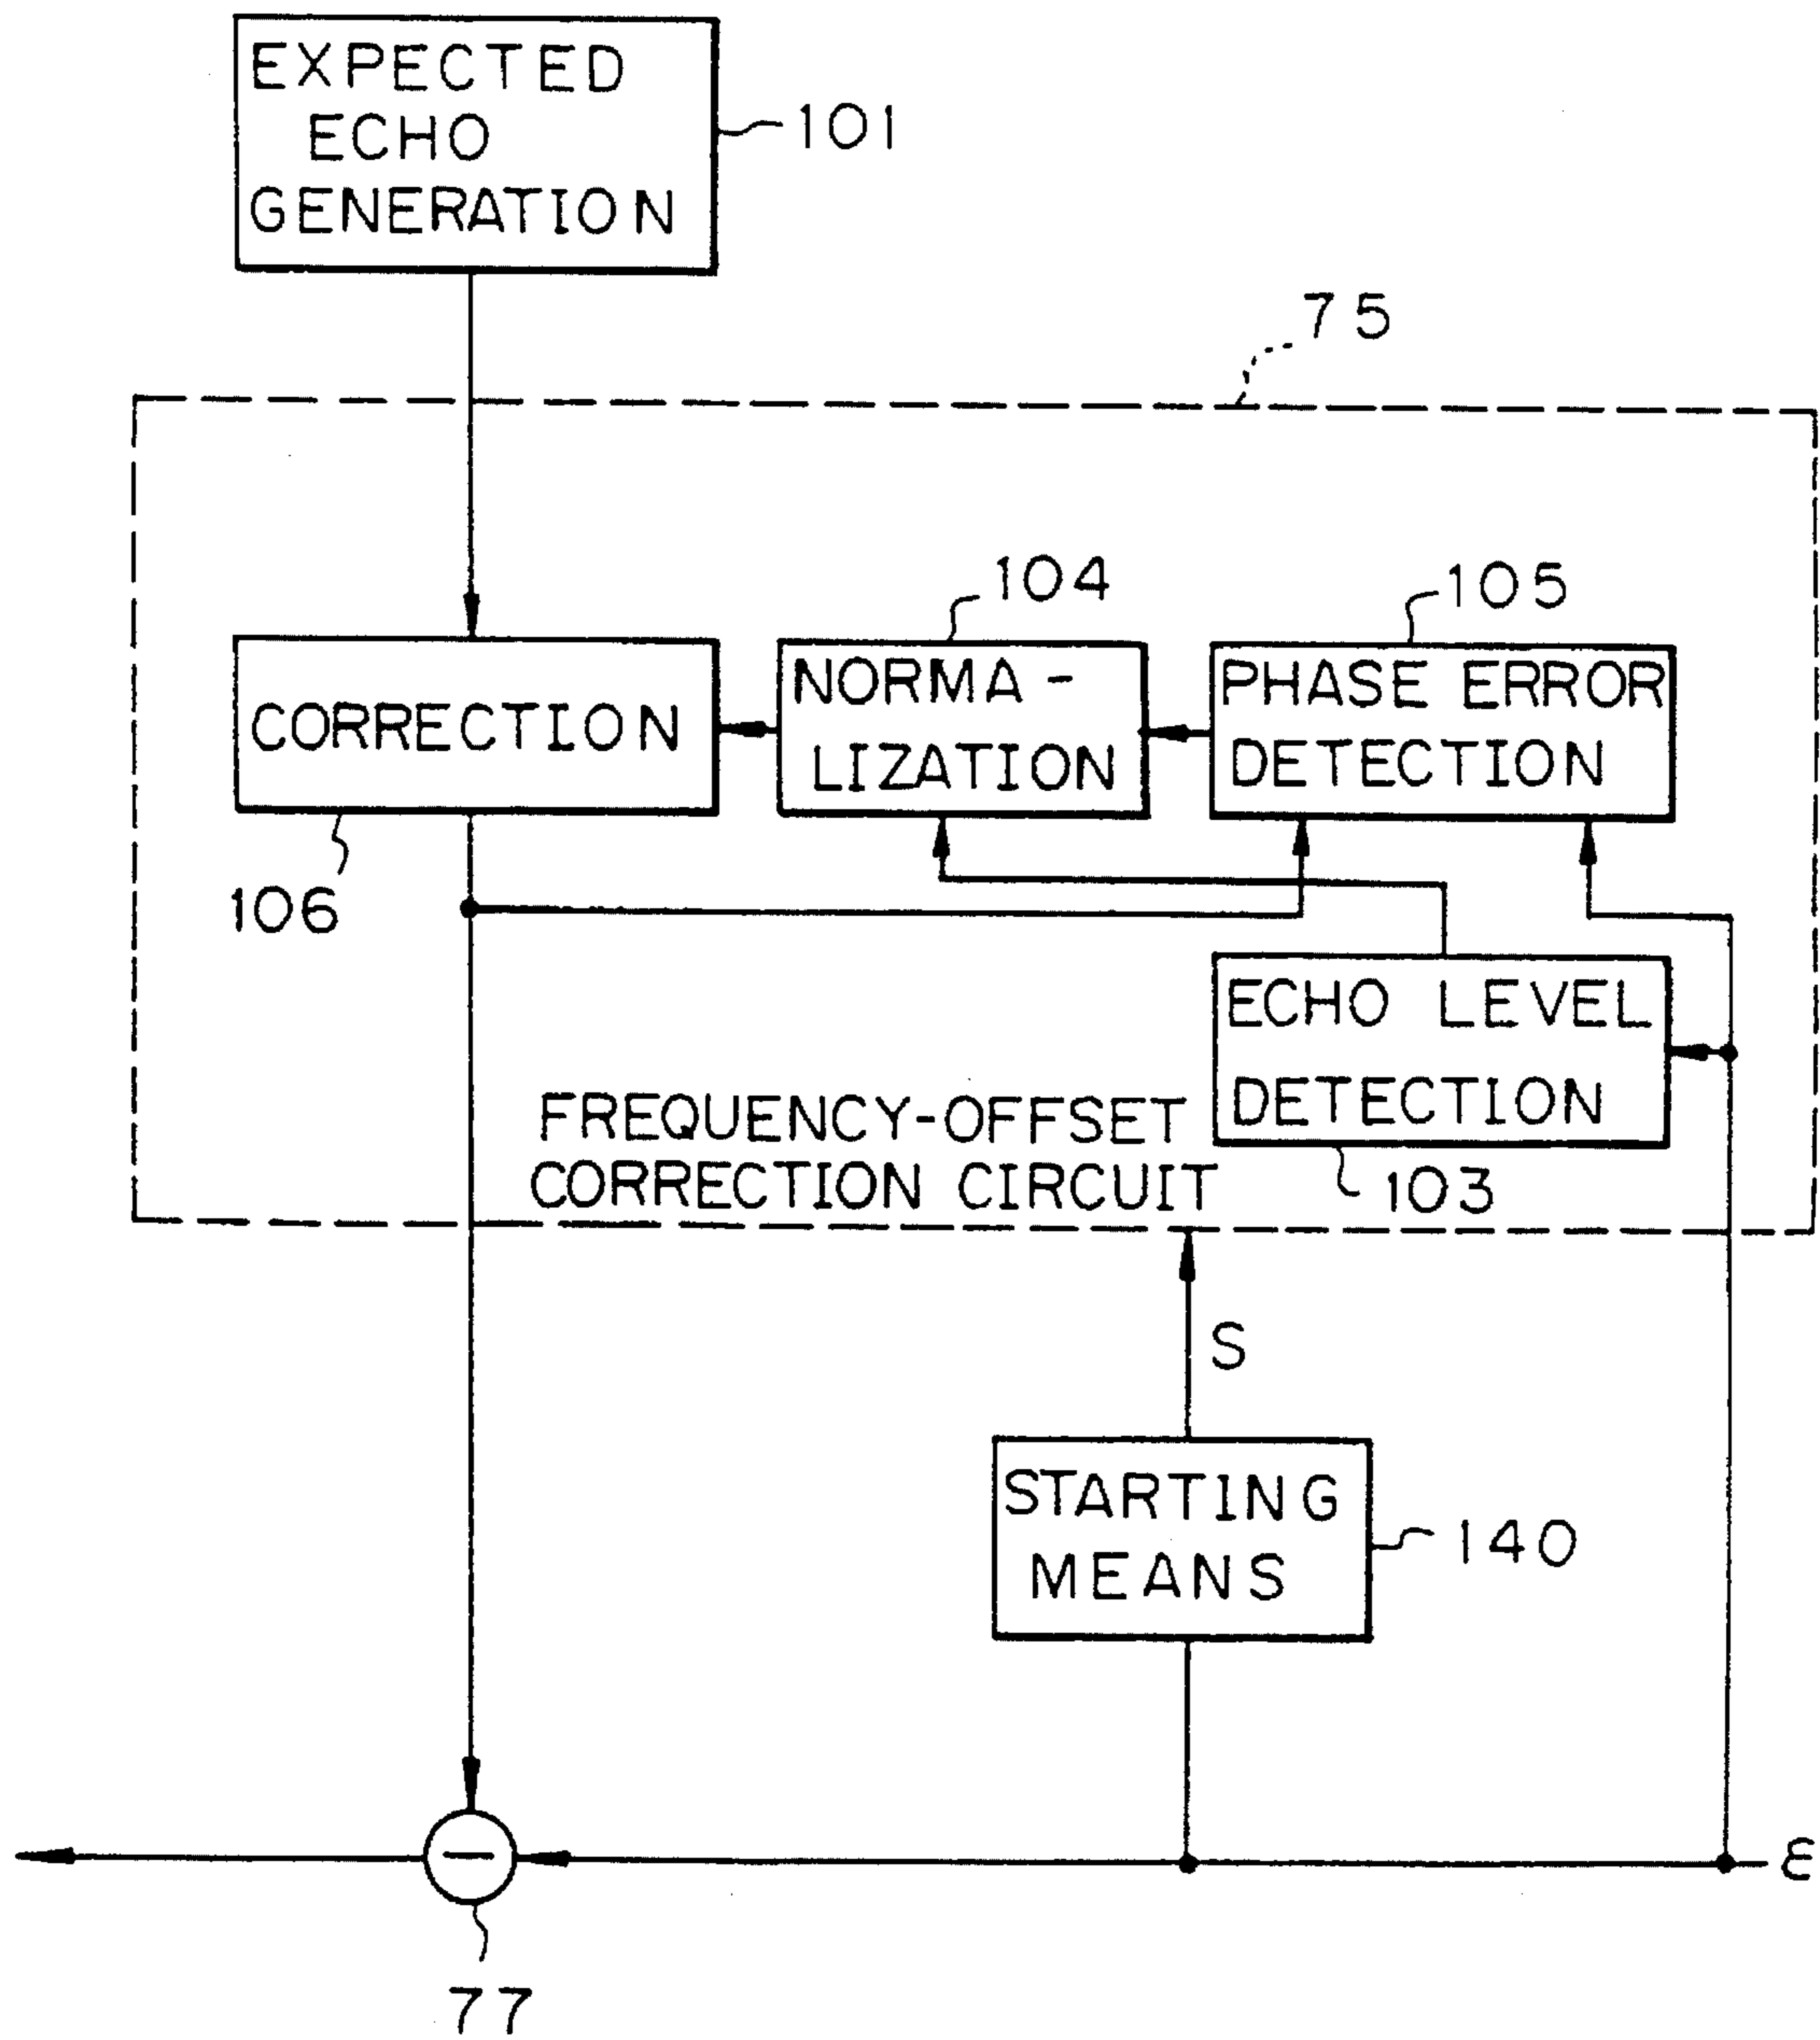 EXPECTED
ECHO
GENERATION
101
75
104
105
CORRECTION
NORMA-
LIZATION
PHASE ERROR
DETECTION
106
ECHO LEVEL
DETECTION
103
FREQUENCY-OFFSET
CORRECTION CIRCUIT
S
STARTING
MEANS
140
−
ε
77